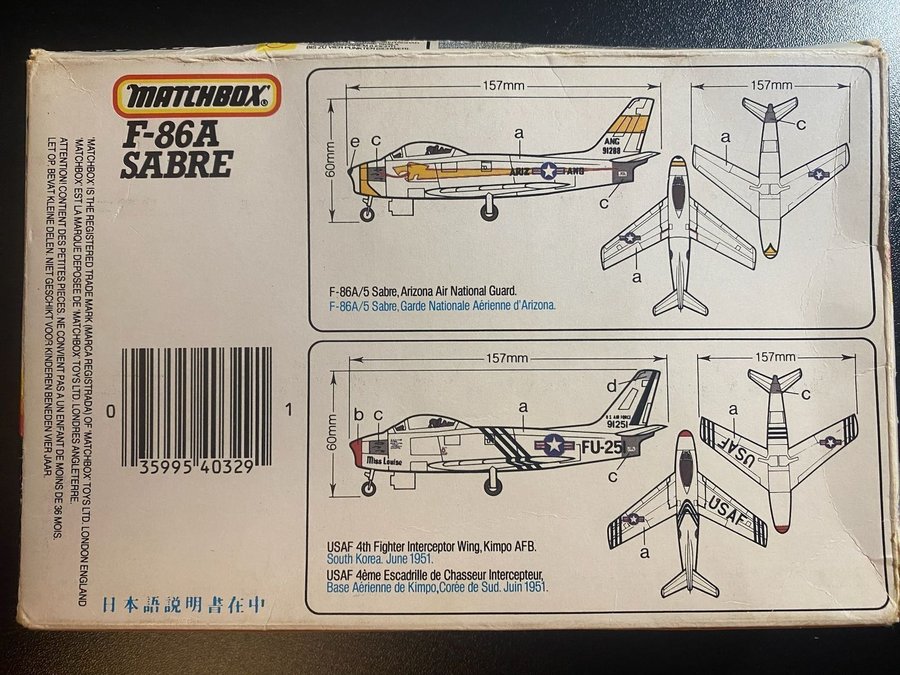 MATCHBOX®
F-86A
SABRE
'MATCHBOX' IS THE REGISTERED TRADE MARK (MARCA REGISTRADA) OF 'MATCHBOX' TOYS LTD. LONDON ENGLAND
'MATCHBOX' EST LA MARQUE DEPOSEE DE 'MATCHBOX' TOYS LTD. LONDRES ANGLETERRE.
ATTENTION! CONTIENT DES PETITES PIECES. NE CONVIENT PAS A UN ENFANT DE MOINS DE 36 MOIS.
LET OP, BEVAT KLEINE DELEN. NIET GESCHIKT VOOR KINDEREN BENEDEN VIER JAAR.
0 35995 40329 1
日本語説明書在中
157mm
157mm
60mm
e c a
ANG
91288
ARIZ ANG
c
a
a
c
F-86A/5 Sabre, Arizona Air National Guard.
F-86A/5 Sabre, Garde Nationale Aérienne d'Arizona.
157mm
157mm
60mm
b c a
d
U.S. AIR FORCE
91251
FU-251
Miss Louise
c
a
USAF
a
USAF
c
USAF 4th Fighter Interceptor Wing, Kimpo AFB.
South Korea. June 1951.
USAF 4ème Escadrille de Chasseur Intercepteur,
Base Aérienne de Kimpo, Corée de Sud. Juin 1951.